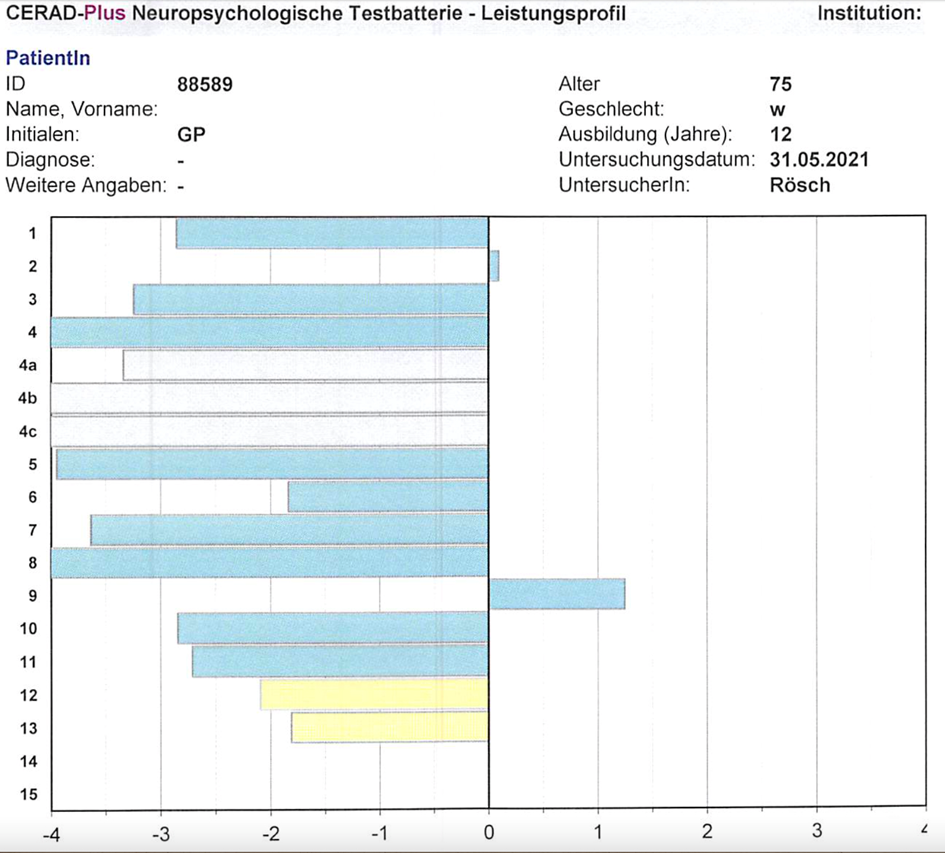 CERAD-Plus Neuropsychologische Testbatterie - Leistungsprofil Institution:
PatientIn
ID 88589 Alter 75
Name, Vorname: Geschlecht: w
Initialen: GP Ausbildung (Jahre): 12
Diagnose: - Untersuchungsdatum: 31.05.2021
Weitere Angaben: - UntersucherIn: Rösch
1
2
3
4
4a
4b
4c
5
6
7
8
9
10
11
12
13
14
15
-4 -3 -2 -1 0 1 2 3 4